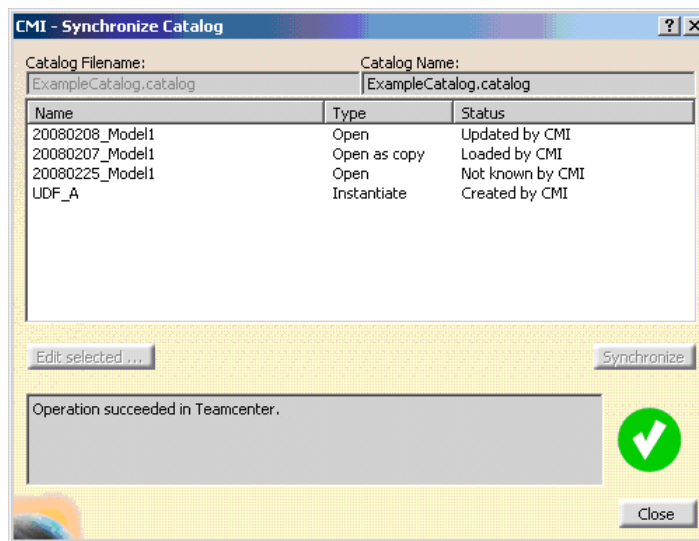 CMI - Synchronize Catalog
Catalog Filename: Catalog Name:
ExampleCatalog.catalog ExampleCatalog.catalog
Name Type Status
20080208_Model1 Open Updated by CMI
20080207_Model1 Open as copy Loaded by CMI
20080225_Model1 Open Not known by CMI
UDF_A Instantiate Created by CMI
Edit selected ... Synchronize
Operation succeeded in Teamcenter.
Close